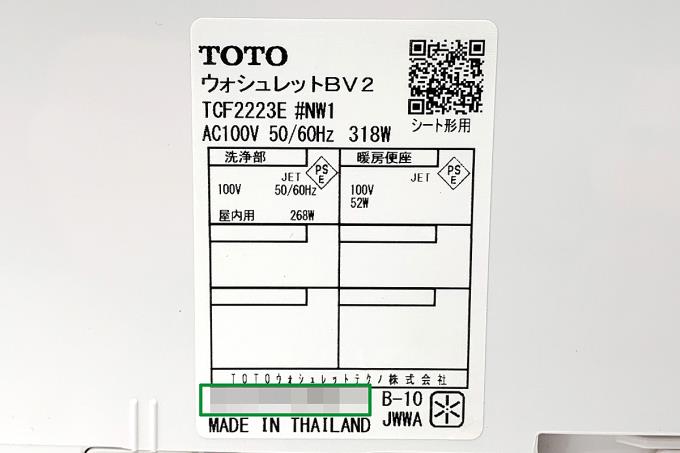 TOTO
ウォシュレットBV2
TCF2223E #NW1
シート形用
AC100V 50/60Hz 318W
洗浄部
JET
PS
E
100V 50/60Hz
屋内用 268W
暖房便座
JET
PS
E
100V
52W
TOTOウォシュレットテクノ株式会社
B-10
JWWA
MADE IN THAILAND